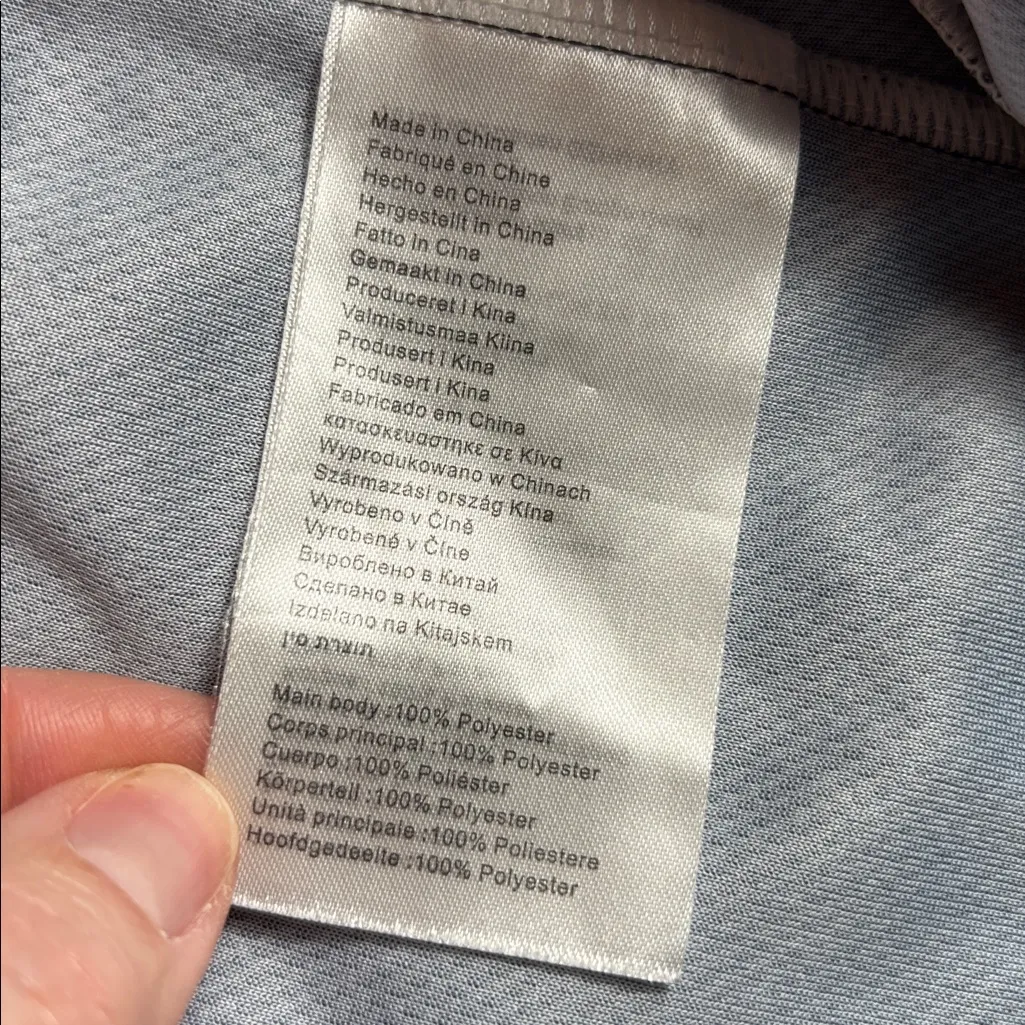 Made in China
Fabriqué en Chine
Hecho en China
Hergestellt in China
Fatto in Cina
Gemaakt in China
Produceret i Kina
Valmistusmaa Kiina
Produsert i Kina
Produsert i Kina
Fabricado em China
κατασκευαστηκε σε Κίνα
Wyprodukowano w Chinach
Származási ország Kína
Vyrobeno v Číně
Vyrobené v Číne
Вироблено в Китай
Сделано в Китае
Izdelano na Kitajskem
תוצרת סין
Main body :100% Polyester
Corps principal :100% Polyester
Cuerpo :100% Poliéster
Körperteil :100% Polyester
Unità principale :100% Poliestere
Hoofdgedeelte :100% Polyester